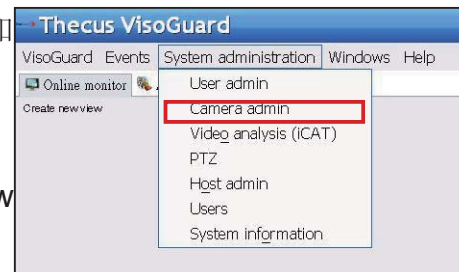 Thecus VisoGuard
VisoGuard Events System administration Windows Help
Online monitor
Create new view
User admin
Camera admin
Video analysis (iCAT)
PTZ
Host admin
Users
System information
w